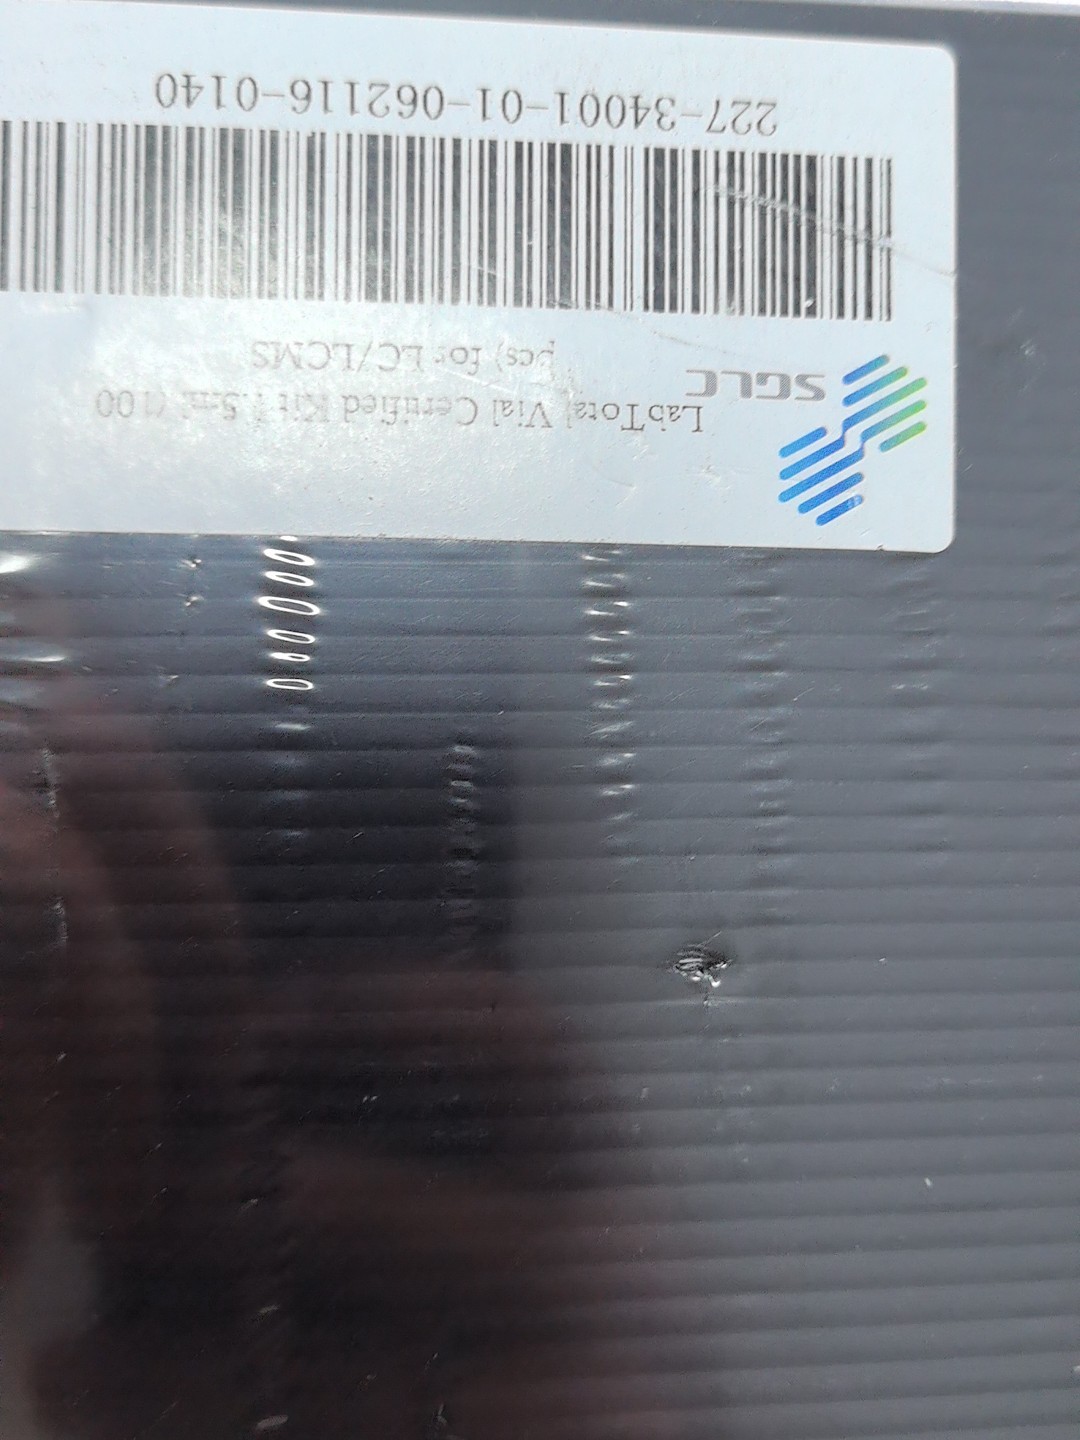 SGLC
LabTotal Vial Certified Kit 1.5ml (100
pcs) for LC/LCMS
227-34001-01-062116-0140